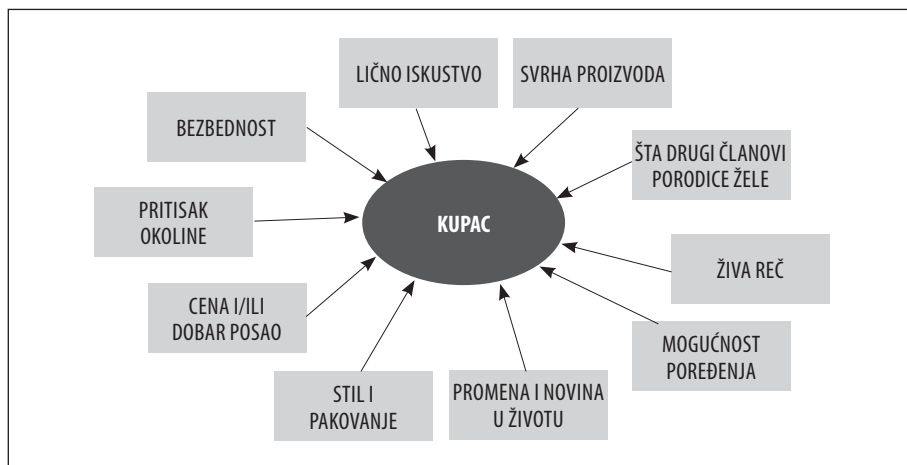 LIČNO ISKUSTVO
SVRHA PROIZVODA
BEZBEDNOST
ŠTA DRUGI ČLANOVI
PORODICE ŽELE
PRITISAK
OKOLINE
KUPAC
ŽIVA REČ
CENA I/ILI
DOBAR POSAO
MOGUĆNOST
POREĐENJA
STIL I
PAKOVANJE
PROMENA I NOVINA
U ŽIVOTU